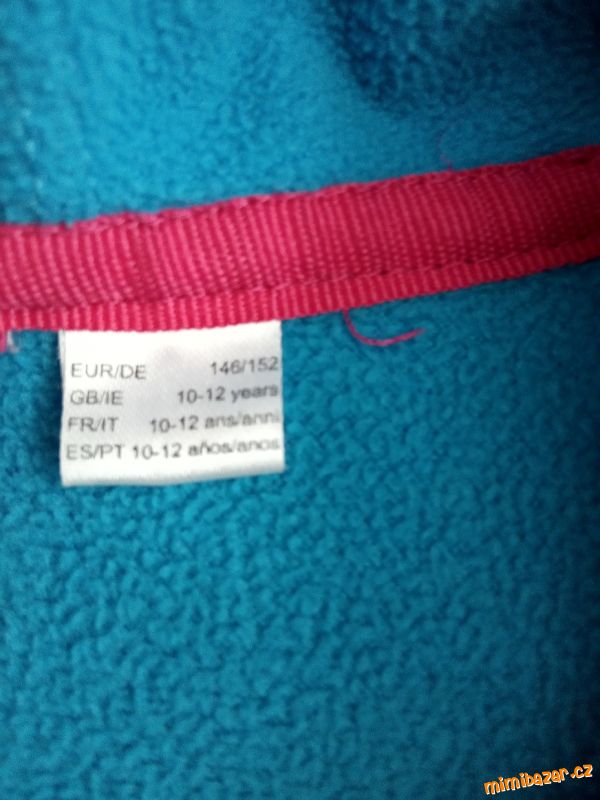 EUR/DE 146/152
GB/IE 10-12 years
FR/IT 10-12 ans/anni
ES/PT 10-12 años/anos
mimibazar.cz